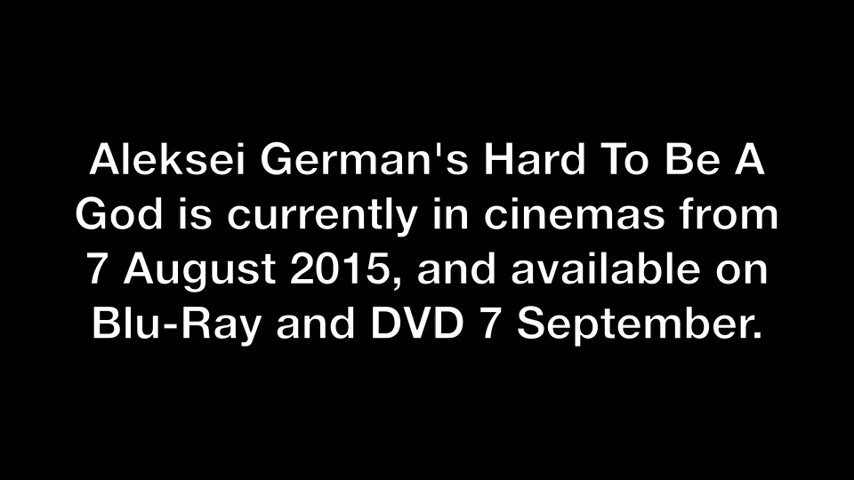 Aleksei German's Hard To Be A
God is currently in cinemas from
7 August 2015, and available on
Blu-Ray and DVD 7 September.